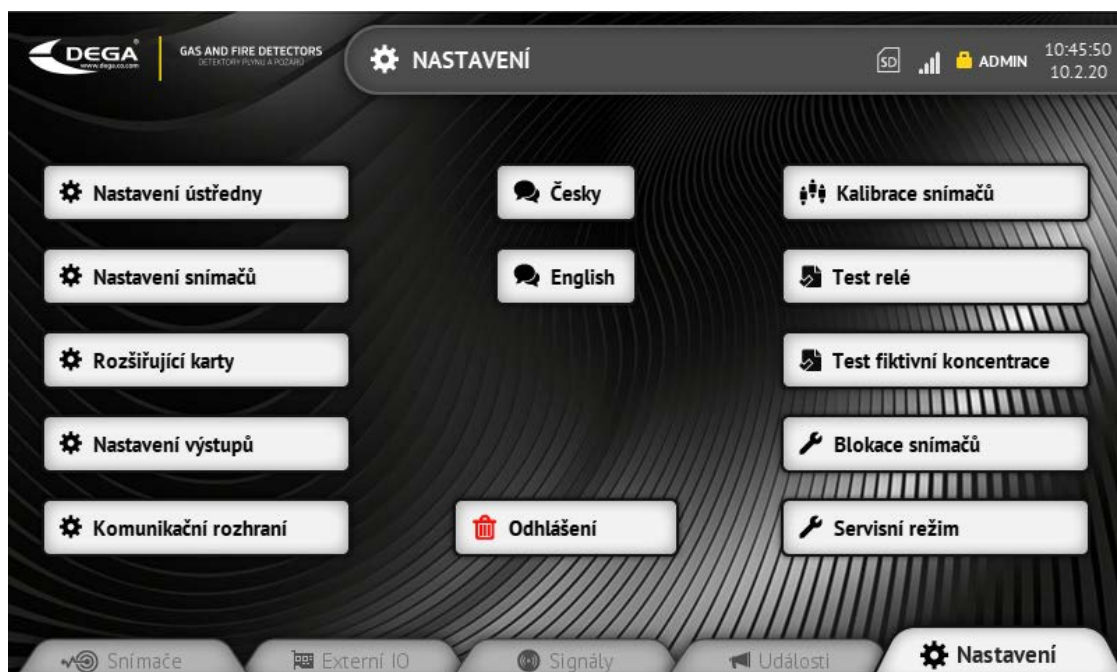 DEGA
www.dega.co.com
GAS AND FIRE DETECTORS
DETEKTORY PLYNU A POŽÁRŮ
NASTAVENÍ
SD
ADMIN
10:45:50
10.2.20
Nastavení ústředny
Česky
Kalibrace snímačů
Nastavení snímačů
English
Test relé
Rozšiřující karty
Test fiktivní koncentrace
Nastavení výstupů
Blokace snímačů
Komunikační rozhraní
Odhlášení
Servisní režim
Snímače
Externí IO
Signály
Události
Nastavení